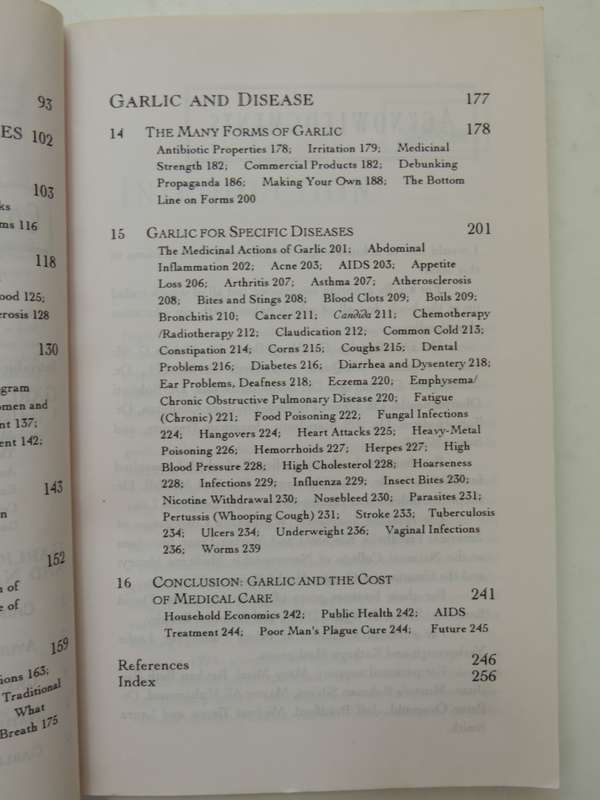 93
ES 102
103
ks
ms 116
118
ood 125;
erosis 128
130
gram
omen and
nt 137;
ent 142;
143
on
152
n of
e of
159
ions 163;
Traditional
What
Breath 175
GARLIC AND DISEASE 177
14 THE MANY FORMS OF GARLIC 178
Antibiotic Properties 178; Irritation 179; Medicinal
Strength 182; Commercial Products 182; Debunking
Propaganda 186; Making Your Own 188; The Bottom
Line on Forms 200
15 GARLIC FOR SPECIFIC DISEASES 201
The Medicinal Actions of Garlic 201; Abdominal
Inflammation 202; Acne 203; AIDS 203; Appetite
Loss 206; Arthritis 207; Asthma 207; Atherosclerosis
208; Bites and Stings 208; Blood Clots 209; Boils 209;
Bronchitis 210; Cancer 211; Candida 211; Chemotherapy
/Radiotherapy 212; Claudication 212; Common Cold 213;
Constipation 214; Corns 215; Coughs 215; Dental
Problems 216; Diabetes 216; Diarrhea and Dysentery 218;
Ear Problems, Deafness 218; Eczema 220; Emphysema/
Chronic Obstructive Pulmonary Disease 220; Fatigue
(Chronic) 221; Food Poisoning 222; Fungal Infections
224; Hangovers 224; Heart Attacks 225; Heavy-Metal
Poisoning 226; Hemorrhoids 227; Herpes 227; High
Blood Pressure 228; High Cholesterol 228; Hoarseness
228; Infections 229; Influenza 229; Insect Bites 230;
Nicotine Withdrawal 230; Nosebleed 230; Parasites 231;
Pertussis (Whooping Cough) 231; Stroke 233; Tuberculosis
234; Ulcers 234; Underweight 236; Vaginal Infections
236; Worms 239
16 CONCLUSION: GARLIC AND THE COST
OF MEDICAL CARE 241
Household Economics 242; Public Health 242; AIDS
Treatment 244; Poor Man's Plague Cure 244; Future 245
References 246
Index 256